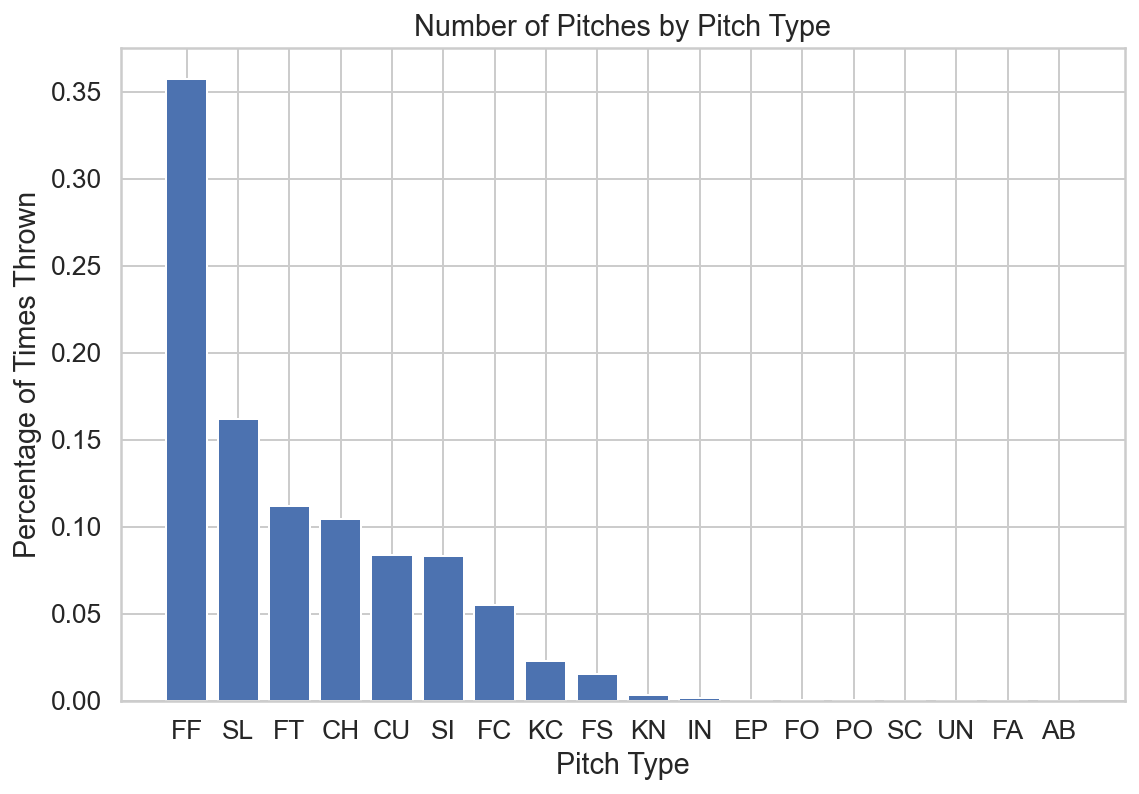 Number of Pitches by Pitch Type
Percentage of Times Thrown
0.35
0.30
0.25
0.20
0.15
0.10
0.05
0.00
FF SL FT CH CU SI FC KC FS KN IN EP FO PO SC UN FA AB
Pitch Type